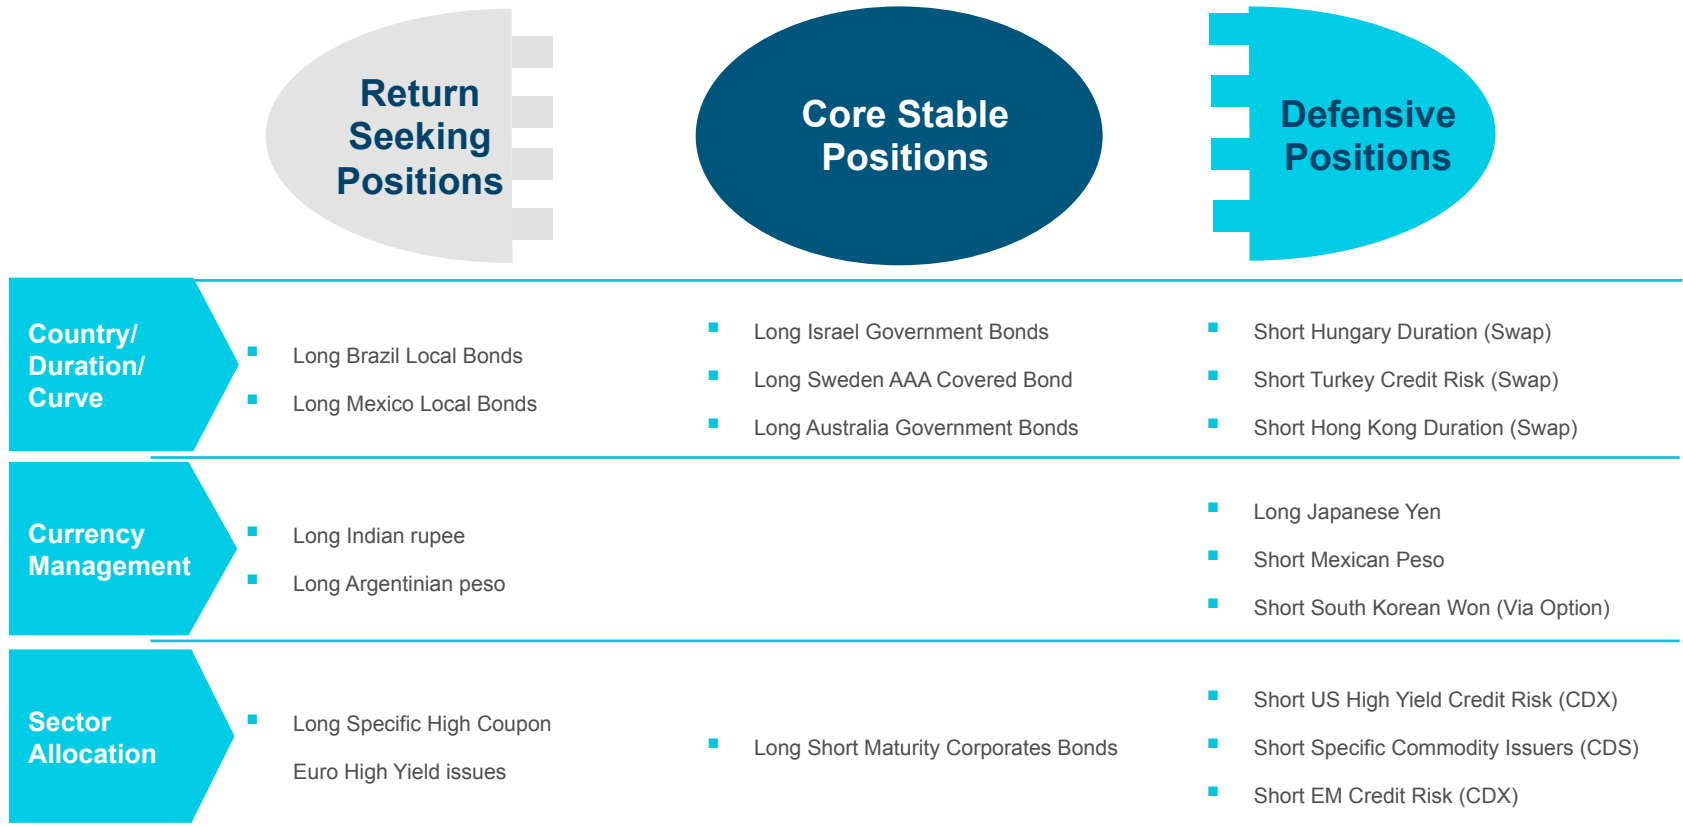 Return
Seeking
Positions
Core Stable
Positions
Defensive
Positions
Country/
Duration/
Curve
Long Brazil Local Bonds
Long Mexico Local Bonds
Long Israel Government Bonds
Long Sweden AAA Covered Bond
Long Australia Government Bonds
Short Hungary Duration (Swap)
Short Turkey Credit Risk (Swap)
Short Hong Kong Duration (Swap)
Currency
Management
Long Indian rupee
Long Argentinian peso
Long Japanese Yen
Short Mexican Peso
Short South Korean Won (Via Option)
Sector
Allocation
Long Specific High Coupon
Euro High Yield issues
Long Short Maturity Corporates Bonds
Short US High Yield Credit Risk (CDX)
Short Specific Commodity Issuers (CDS)
Short EM Credit Risk (CDX)